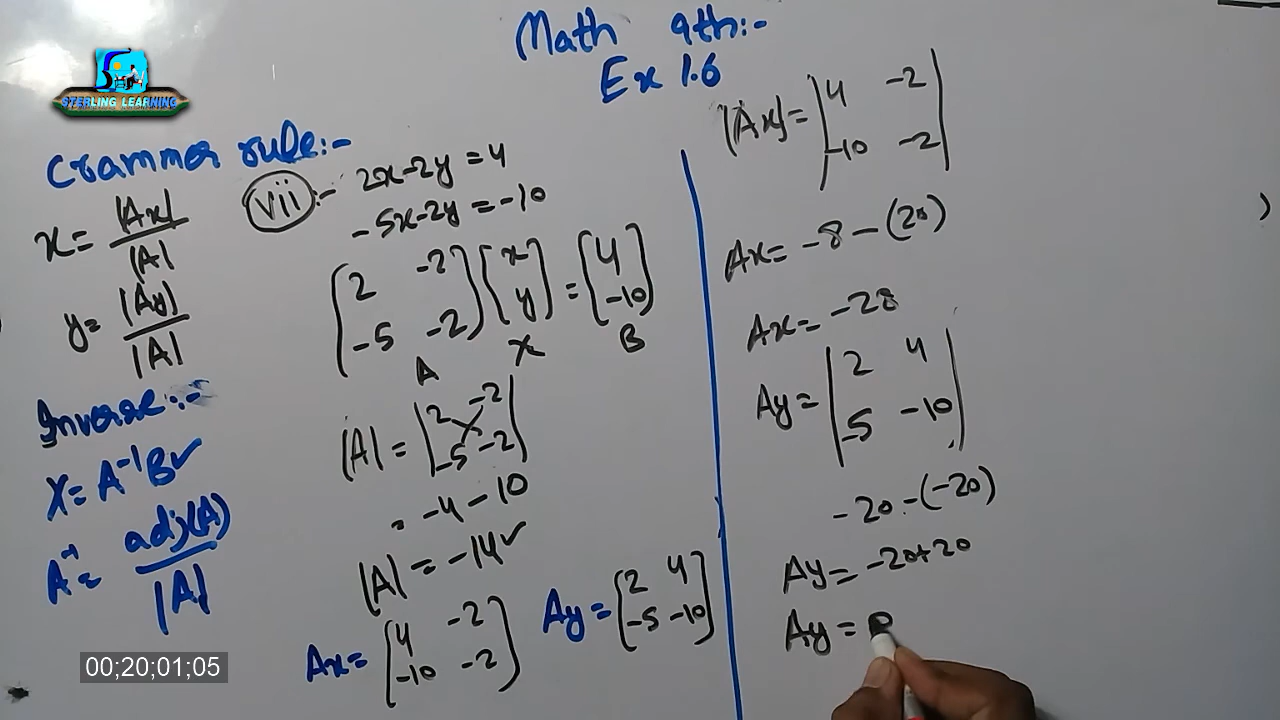 Math 9th:-
Ex 1.6
STERLING LEARNING
Crammer rule:-
x = |Ax| / |A|
y = |Ay| / |A|
Inverse:-
X = A⁻¹B ✓
A⁻¹ = adj(A) / |A|
(vii):- 2x-2y = 4
-5x-2y = -10
[2 -2
-5 -2] [x
y] = [4
-10]
A X B
|A| = |2 -2
-5 -2|
= -4 - 10
|A| = -14 ✓
Ax = [4 -2
-10 -2]
Ay = [2 4
-5 -10]
|Ax| = |4 -2
-10 -2|
Ax = -8 - (20)
Ax = -28
Ay = |2 4
-5 -10|
-20 - (-20)
Ay = -20+20
Ay = 0
00;20;01;05